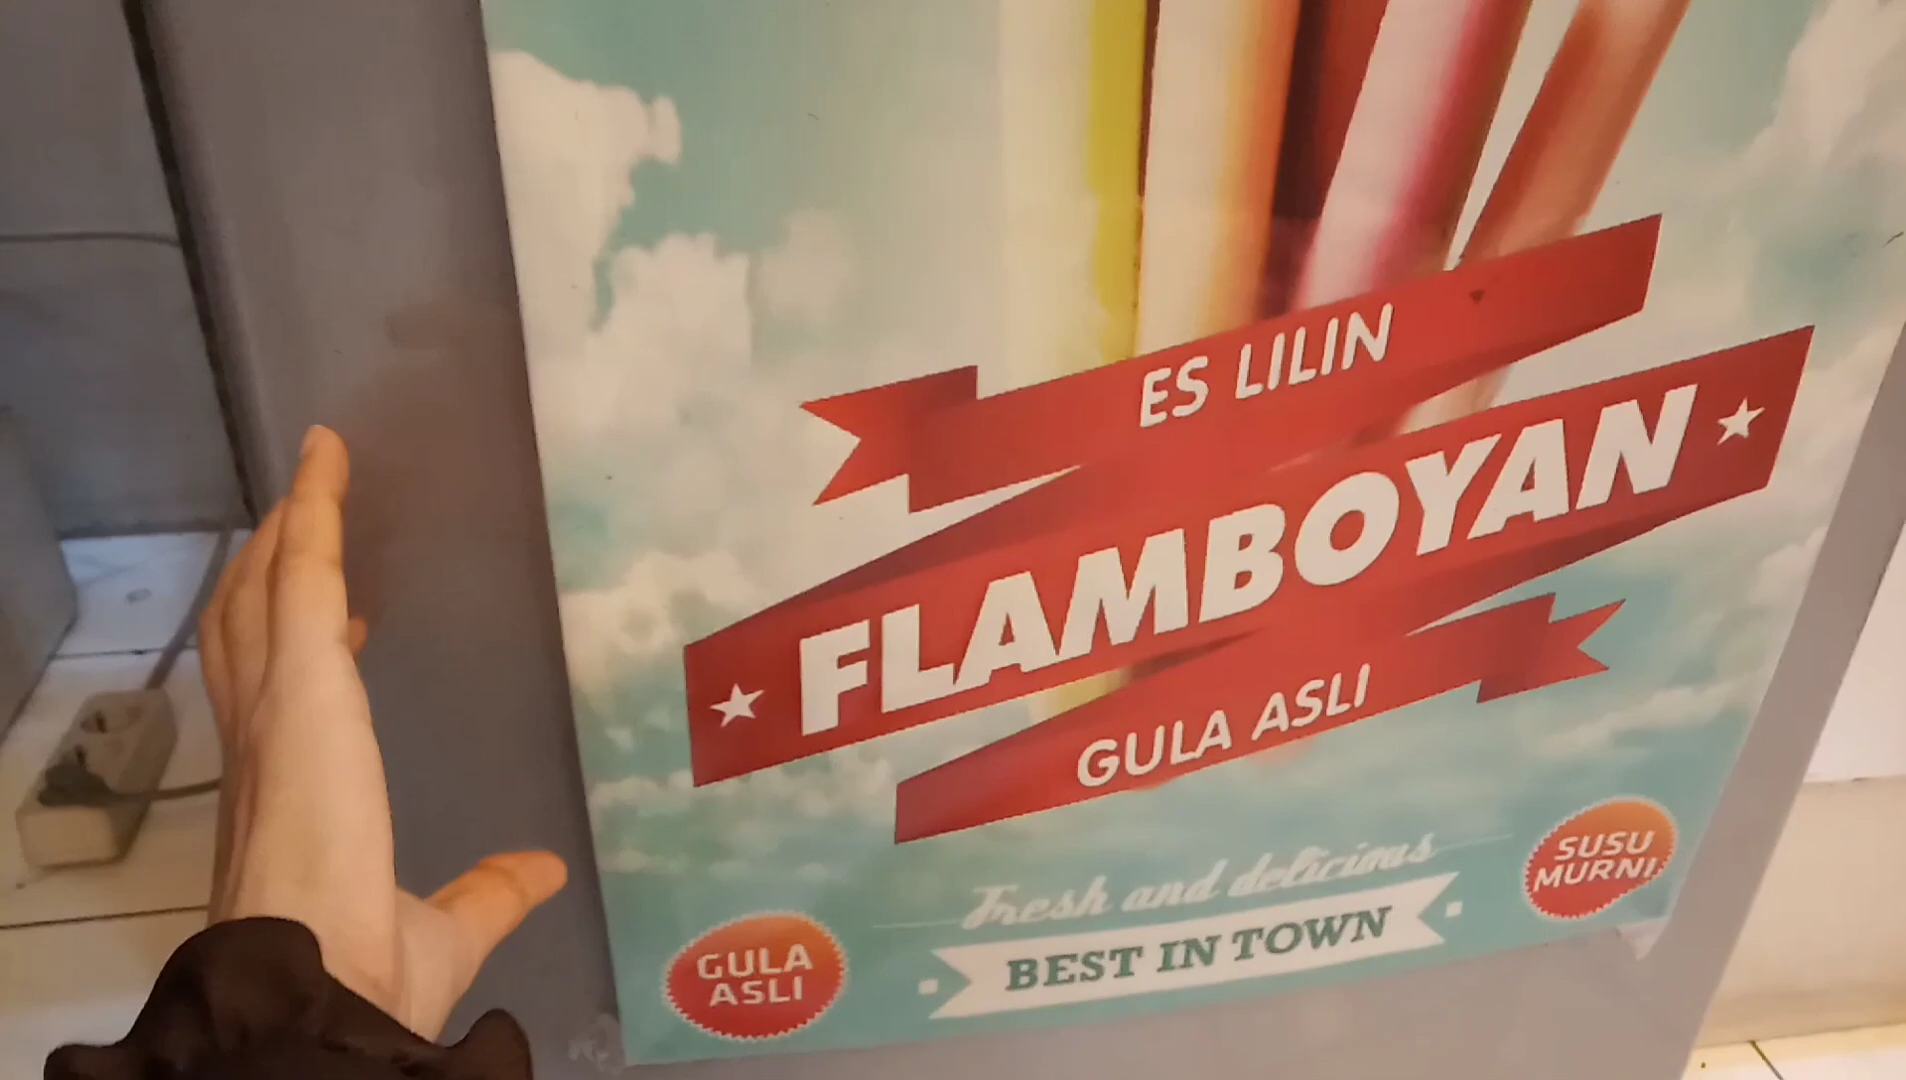 ES LILIN
FLAMBOYAN
GULA ASLI
Fresh and delicious
BEST IN TOWN
GULA
ASLI
SUSU
MURNI